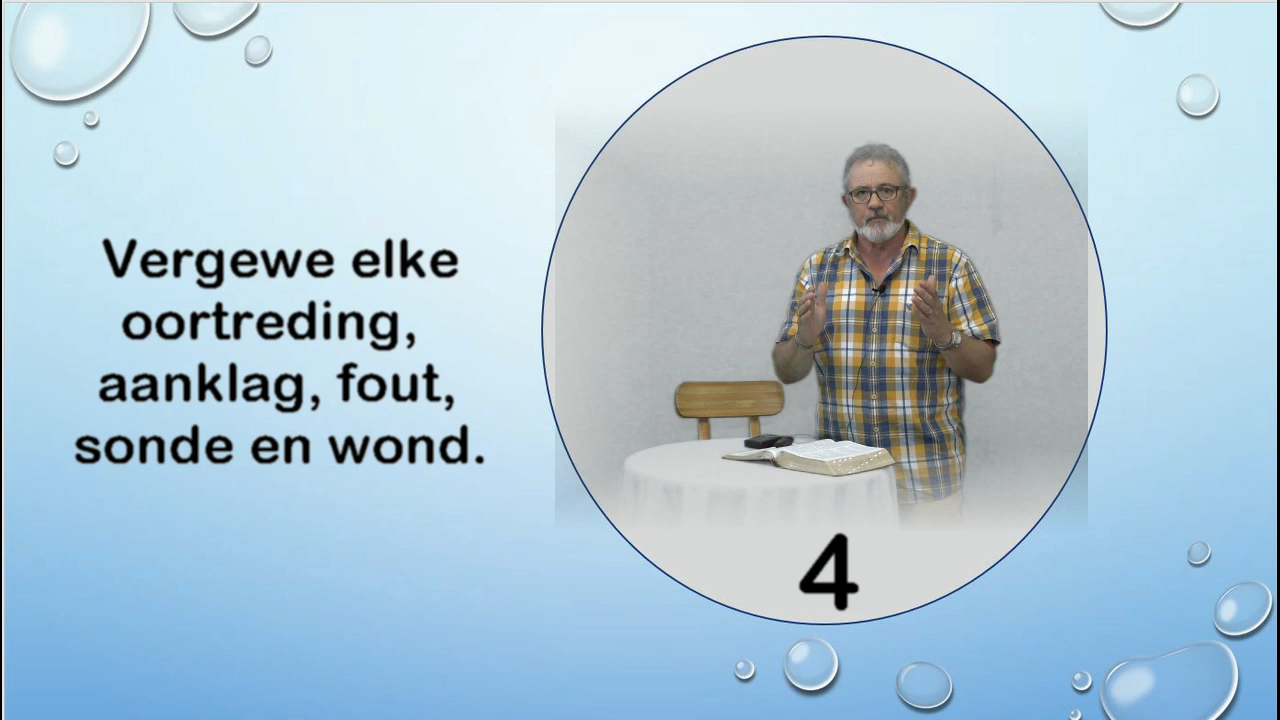 Vergewe elke
oortreding,
aanklag, fout,
sonde en wond.
4